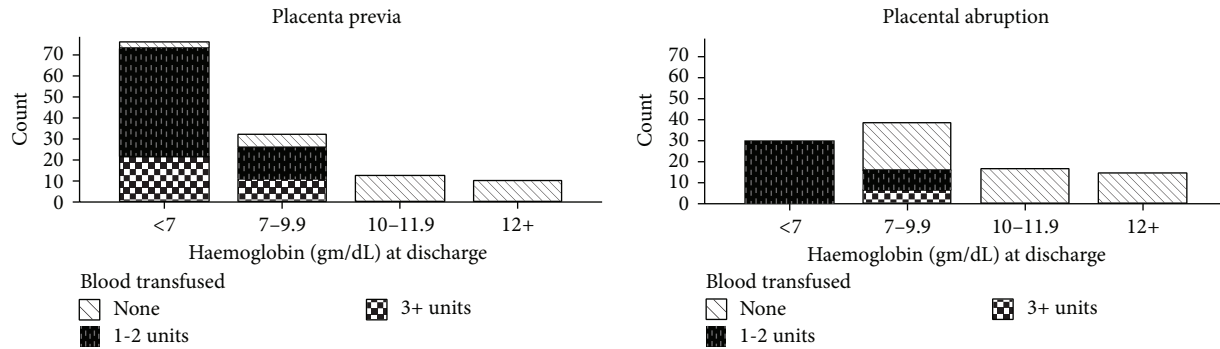 Placenta previa
Count
70
60
50
40
30
20
10
0
<7
7–9.9
10–11.9
12+
Haemoglobin (gm/dL) at discharge
Blood transfused
None
3+ units
1-2 units
Placental abruption
Count
70
60
50
40
30
20
10
0
<7
7–9.9
10–11.9
12+
Haemoglobin (gm/dL) at discharge
Blood transfused
None
3+ units
1-2 units